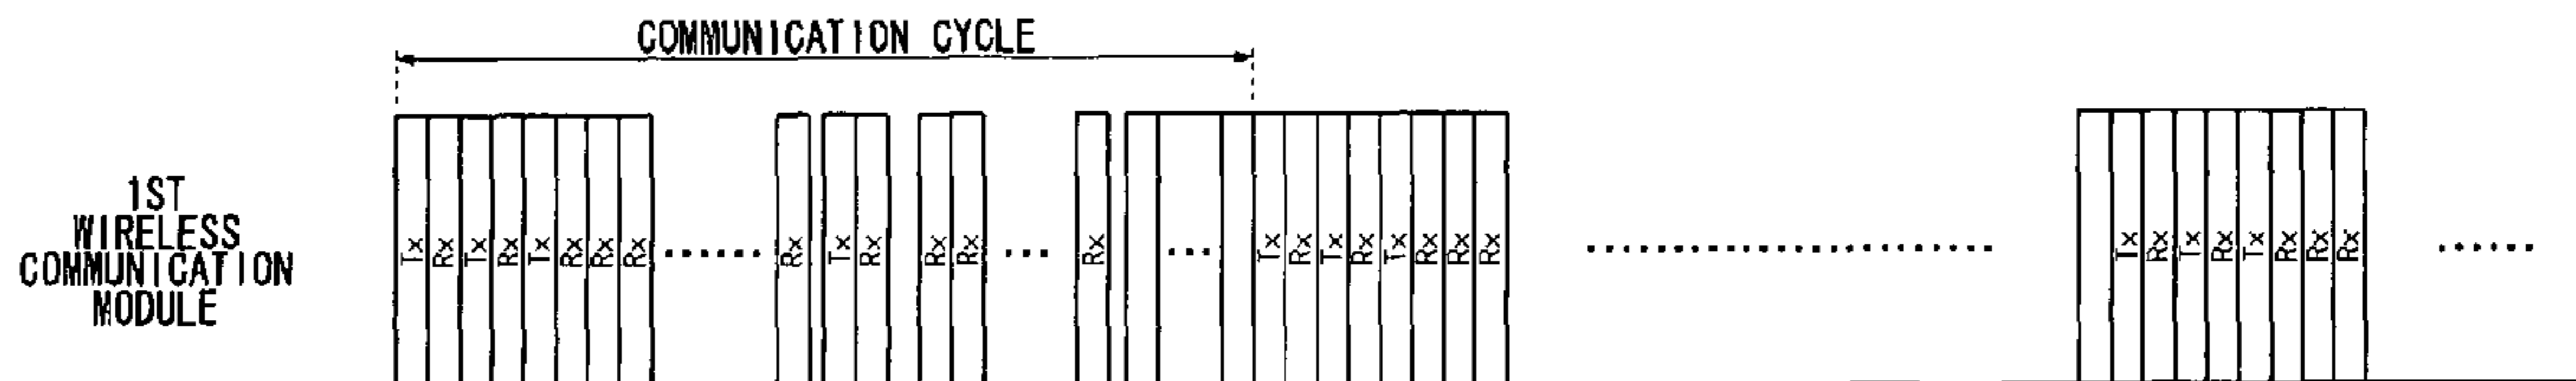 COMMUNICATION CYCLE
1ST
WIRELESS
COMMUNICATION
MODULE
Tx Rx Tx Rx Tx Rx Rx Rx ...... Rx Tx Rx Rx Rx ... Rx ... Tx Rx Tx Rx Tx Rx Rx Rx ...................... Tx Rx Tx Rx Tx Rx Rx Rx ......